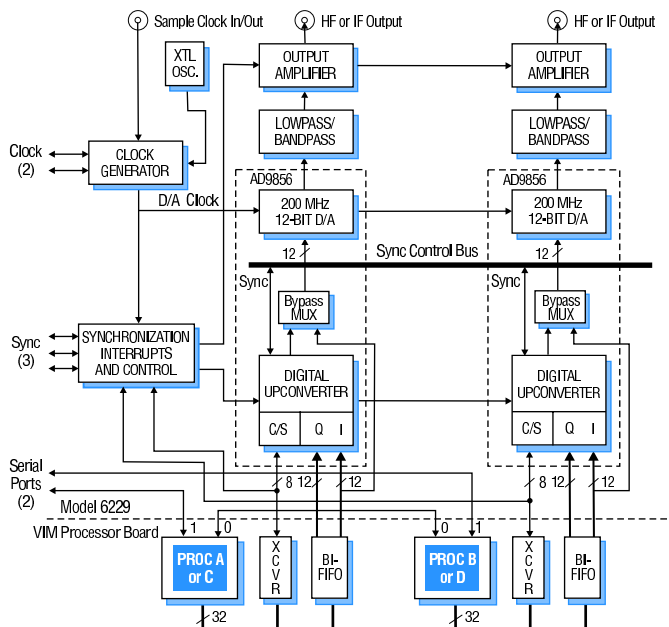 Sample Clock In/Out
HF or IF Output
HF or IF Output
XTL
OSC.
OUTPUT
AMPLIFIER
OUTPUT
AMPLIFIER
LOWPASS/
BANDPASS
LOWPASS/
BANDPASS
Clock
(2)
CLOCK
GENERATOR
AD9856
AD9856
D/A Clock
200 MHz
12-BIT D/A
200 MHz
12-BIT D/A
12
12
Sync Control Bus
Sync
Sync
Bypass
MUX
Bypass
MUX
Sync
(3)
SYNCHRONIZATION
INTERRUPTS
AND CONTROL
DIGITAL
UPCONVERTER
DIGITAL
UPCONVERTER
C/S Q I
C/S Q I
Serial
Ports
(2)
8 12 12
8 12 12
Model 6229
VIM Processor Board
1 0
0 1
PROC A
or C
X
C
V
R
BI-
FIFO
PROC B
or D
X
C
V
R
BI-
FIFO
32
32